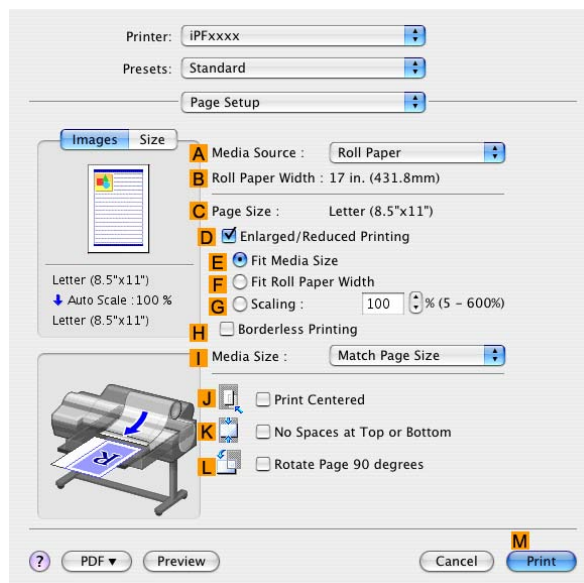 Printer: iPFxxxx
Presets: Standard
Page Setup
Images Size
A Media Source : Roll Paper
B Roll Paper Width : 17 in. (431.8mm)
C Page Size : Letter (8.5"x11")
D Enlarged/Reduced Printing
E Fit Media Size
F Fit Roll Paper Width
G Scaling : 100 % (5 - 600%)
H Borderless Printing
I Media Size : Match Page Size
Letter (8.5"x11")
Auto Scale :100 %
Letter (8.5"x11")
J Print Centered
K No Spaces at Top or Bottom
L Rotate Page 90 degrees
R
M
? PDF Preview Cancel Print